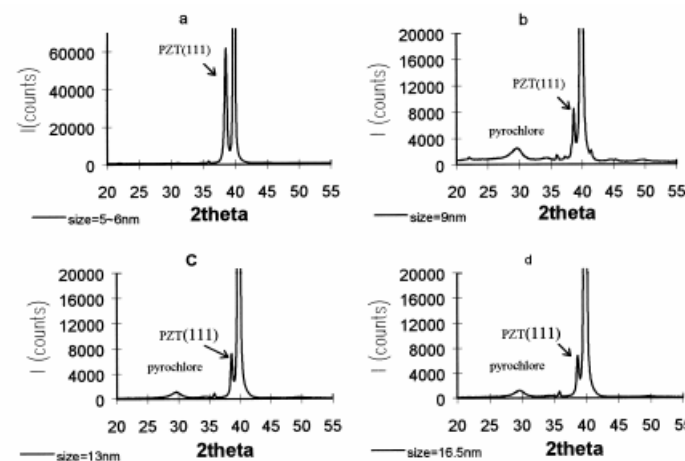 a
I(counts)
60000
40000
20000
0
PZT(111)
20 25 30 35 40 45 50 55
size=5~6nm
2theta
b
I (counts)
20000
16000
12000
8000
4000
0
PZT(111)
pyrochlore
20 25 30 35 40 45 50 55
size=9nm
2theta
C
I (counts)
20000
16000
12000
8000
4000
0
PZT(111)
pyrochlore
20 25 30 35 40 45 50 55
size=13nm
2theta
d
I (counts)
20000
16000
12000
8000
4000
0
PZT(111)
pyrochlore
20 25 30 35 40 45 50 55
size=16.5nm
2theta